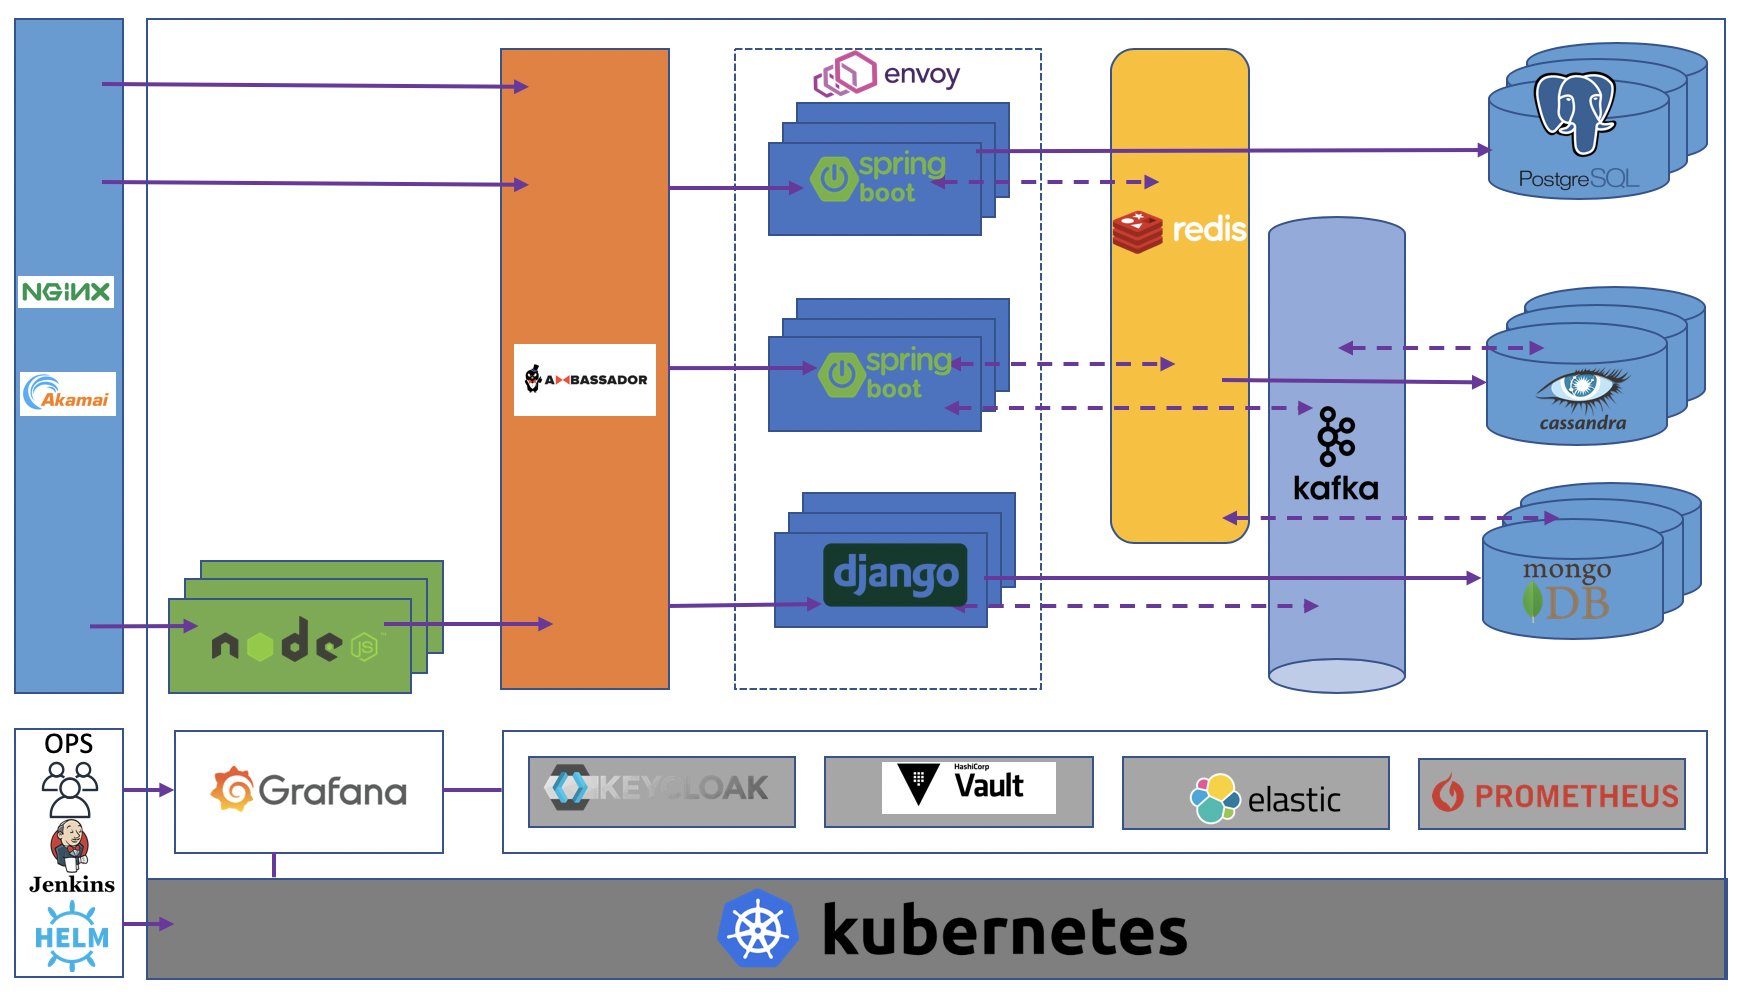 envoy
spring
boot
PostgreSQL
redis
NGINX
Akamai
AMBASSADOR
spring
boot
cassandra
kafka
django
mongo
DB
node
JS
™
OPS
Jenkins
HELM
Grafana
KEYCLOAK
HashiCorp
Vault
elastic
PROMETHEUS
kubernetes